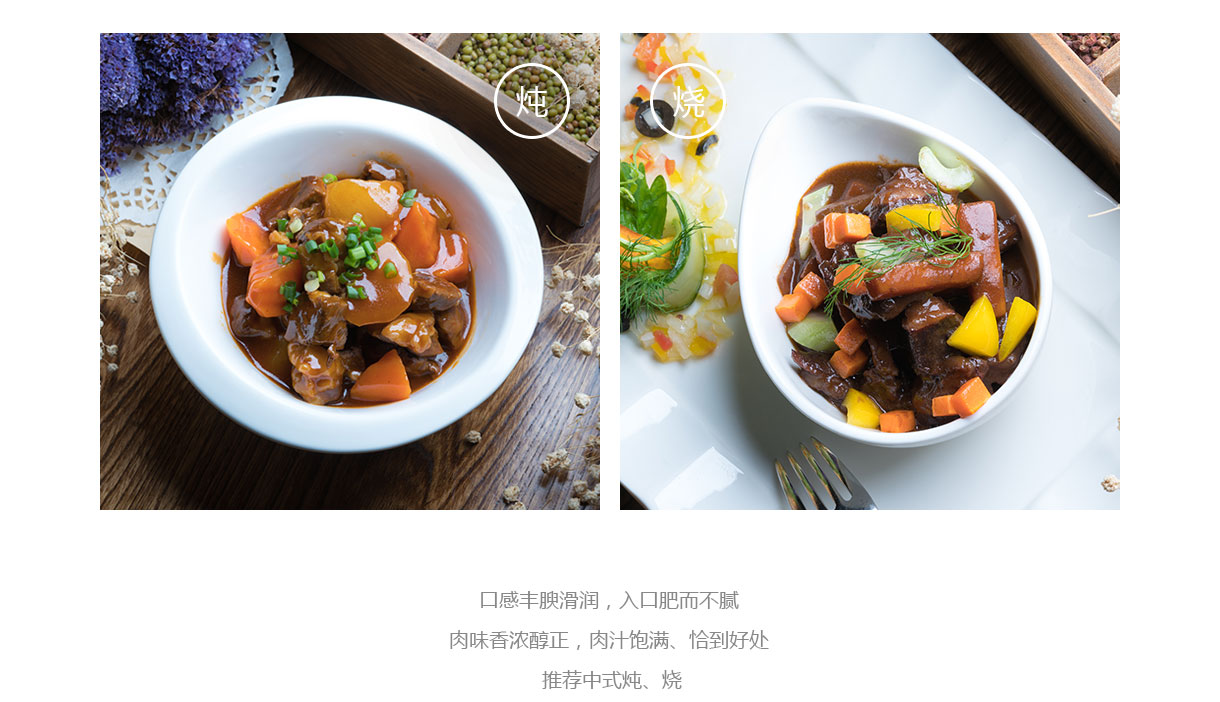 炖
烧
口感丰腴滑润，入口肥而不腻
肉味香浓醇正，肉汁饱满、恰到好处
推荐中式炖、烧